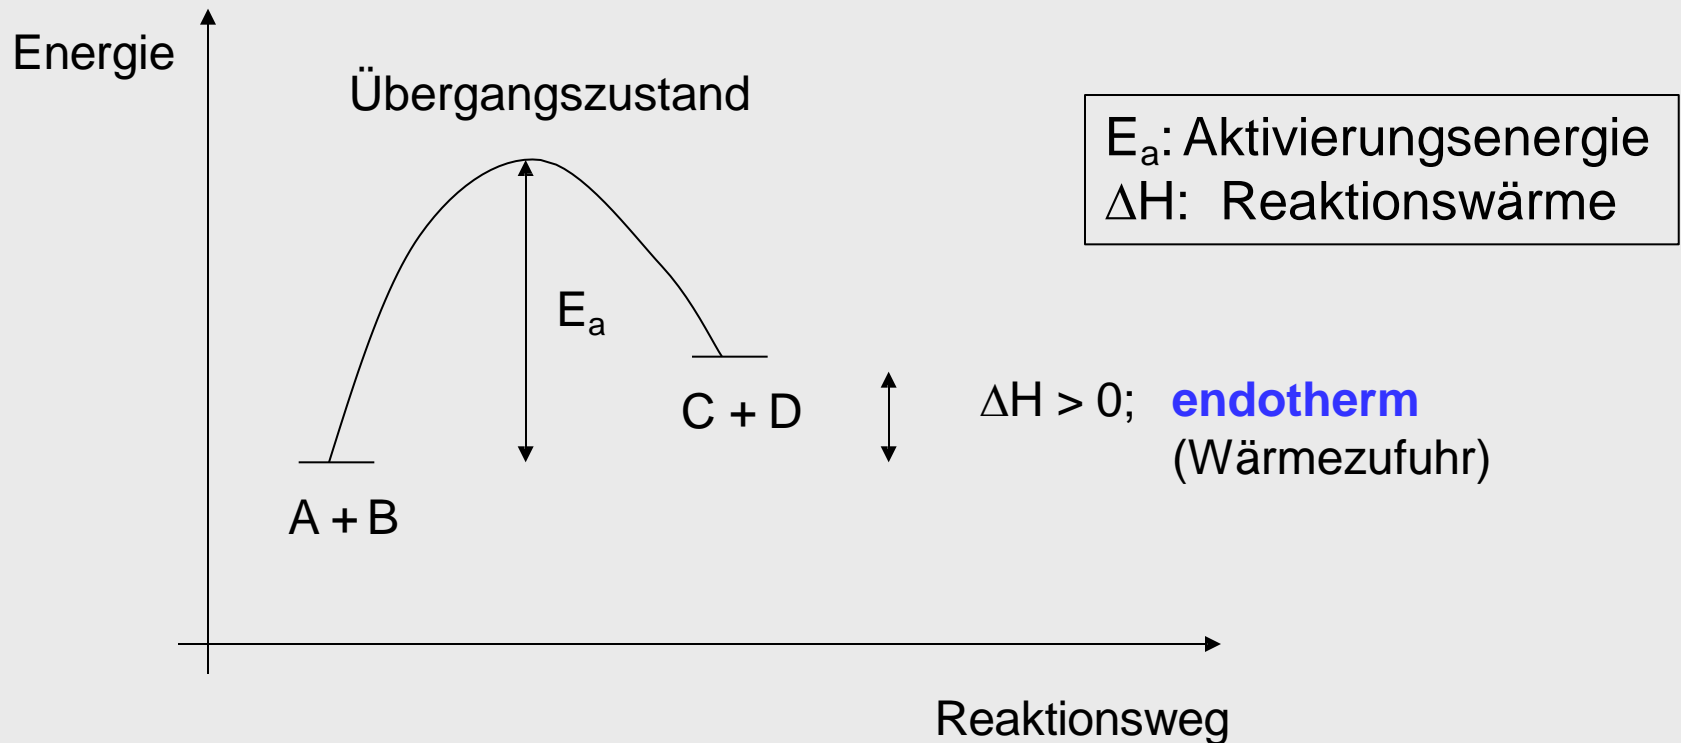 Energie
Übergangszustand
Eₐ: Aktivierungsenergie
ΔH: Reaktionswärme
Eₐ
C + D
ΔH > 0; endotherm
(Wärmezufuhr)
A + B
Reaktionsweg